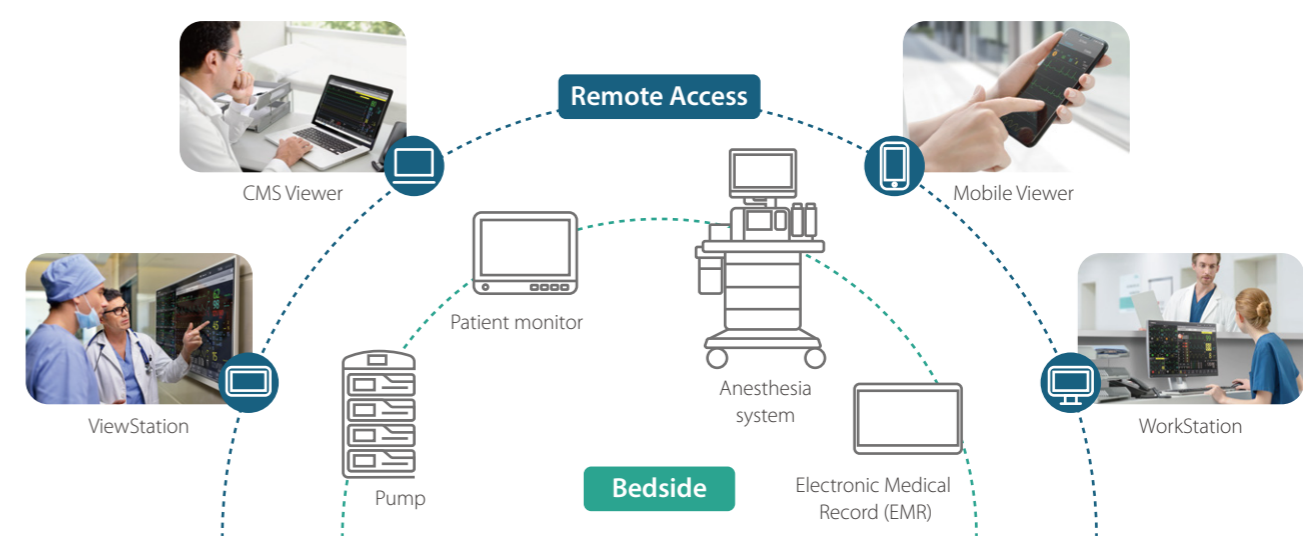 Remote Access
CMS Viewer
Mobile Viewer
Patient monitor
ViewStation
Anesthesia
system
WorkStation
Pump
Bedside
Electronic Medical
Record (EMR)